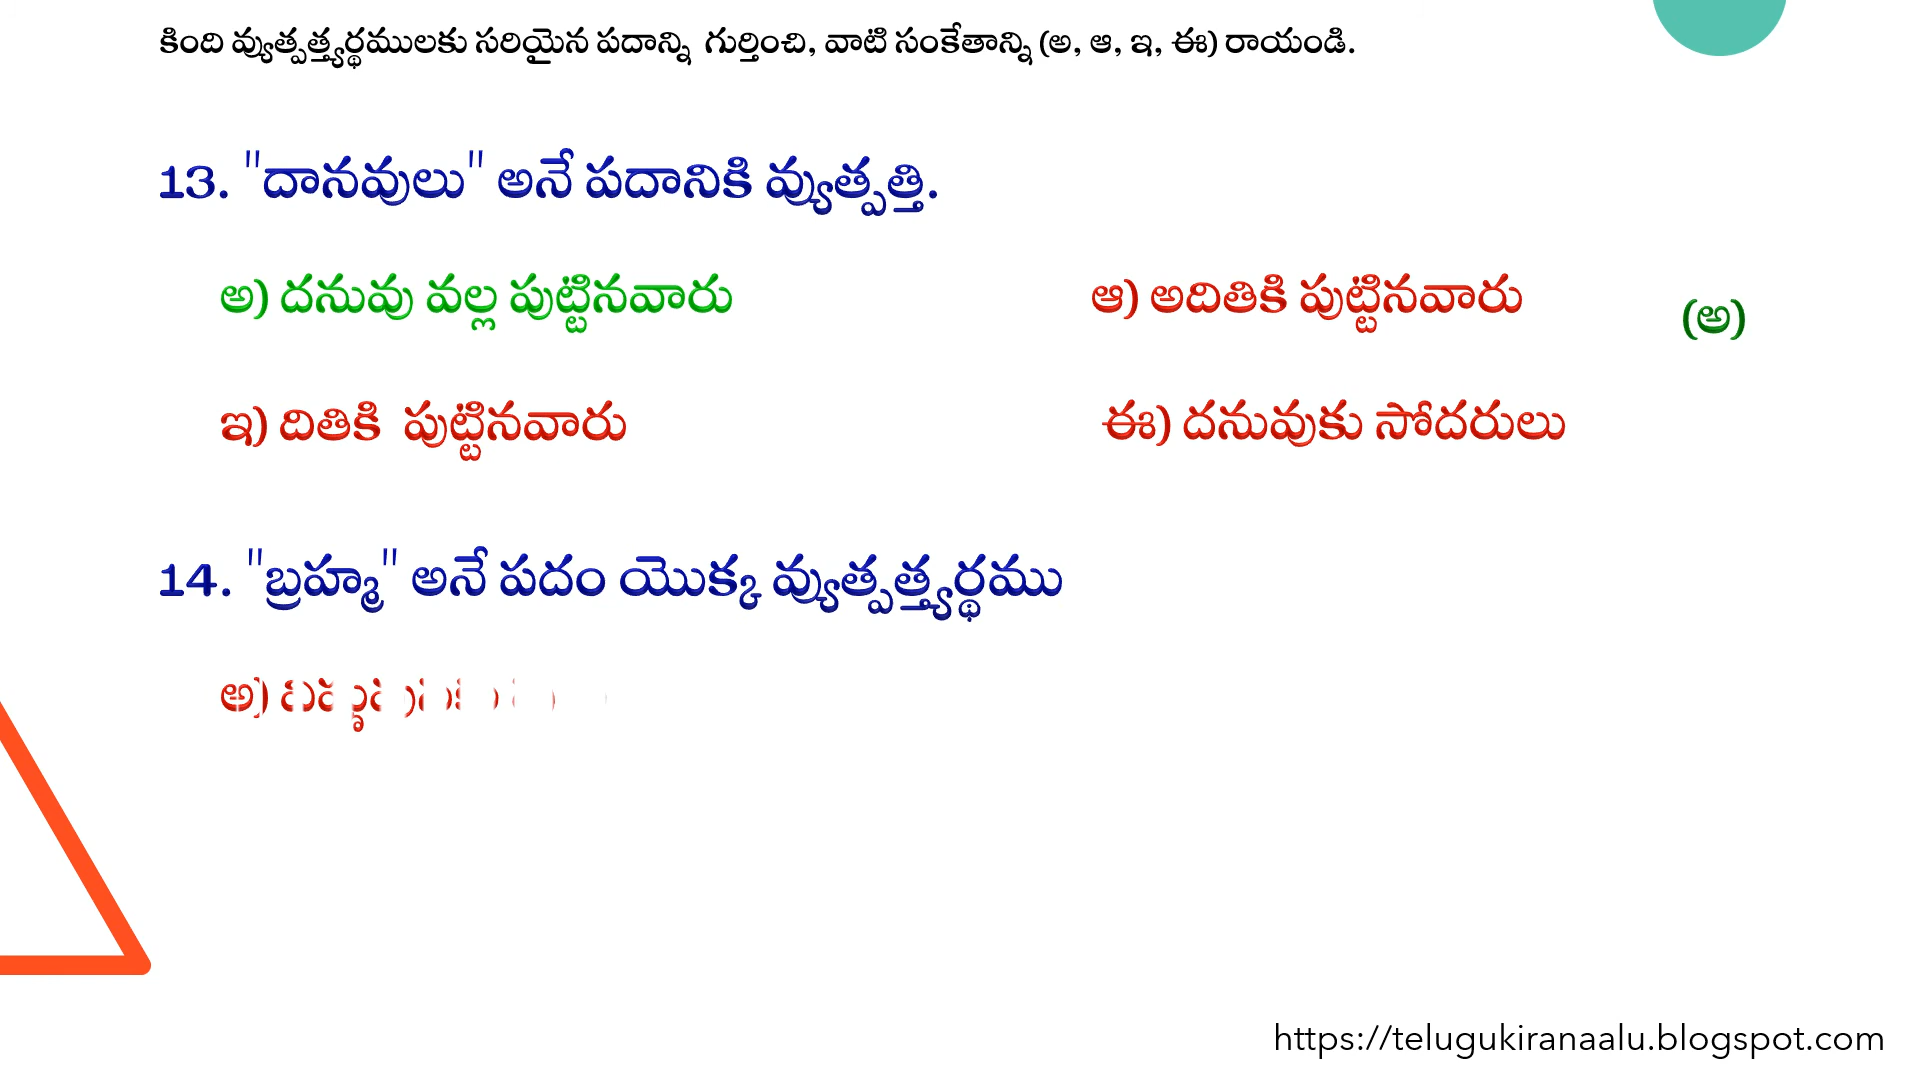 కింది వ్యుత్పత్త్యర్థములకు సరియైన పదాన్ని గుర్తించి, వాటి సంకేతాన్ని (అ, ఆ, ఇ, ఈ) రాయండి.
13. "దానవులు" అనే పదానికి వ్యుత్పత్తి.
అ) దనువు వల్ల పుట్టినవారు ఆ) అదితికి పుట్టినవారు (అ)
ఇ) దితికి పుట్టినవారు ఈ) దనువుకు సోదరులు
14. "బ్రహ్మ" అనే పదం యొక్క వ్యుత్పత్త్యర్థము
అ)
https://telugukiranaalu.blogspot.com